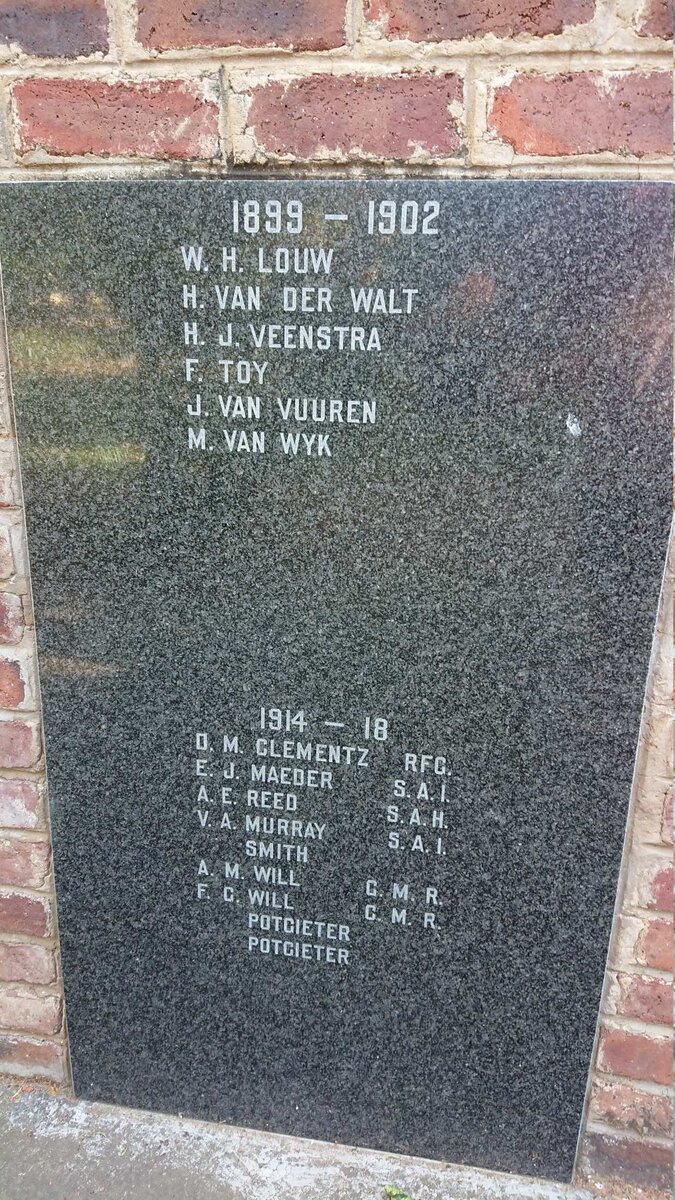 1899 – 1902
W. H. LOUW
H. VAN DER WALT
H. J. VEENSTRA
F. TOY
J. VAN VUUREN
M. VAN WYK
1914 – 18
D. M. CLEMENTZ RFC.
E. J. MAEDER S. A. I.
A. E. REED S. A. H.
V. A. MURRAY S. A. I.
SMITH
A. M. WILL C. M. R.
F. C. WILL C. M. R.
POTGIETER
POTGIETER